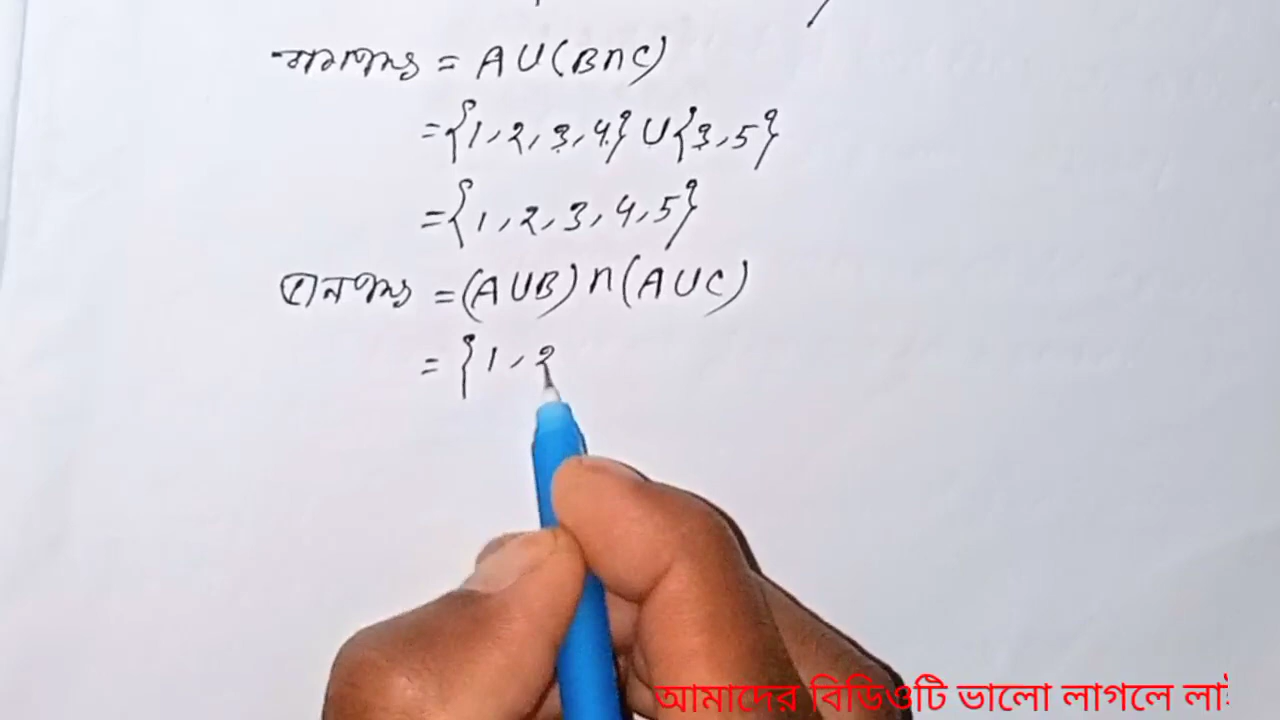 বামপক্ষ = A∪(B∩C)
= {1, 2, 3, 4} ∪ {3, 5}
= {1, 2, 3, 4, 5}
ডানপক্ষ = (A∪B)∩(A∪C)
= {1, 2
আমাদের বিডিওটি ভালো লাগলে